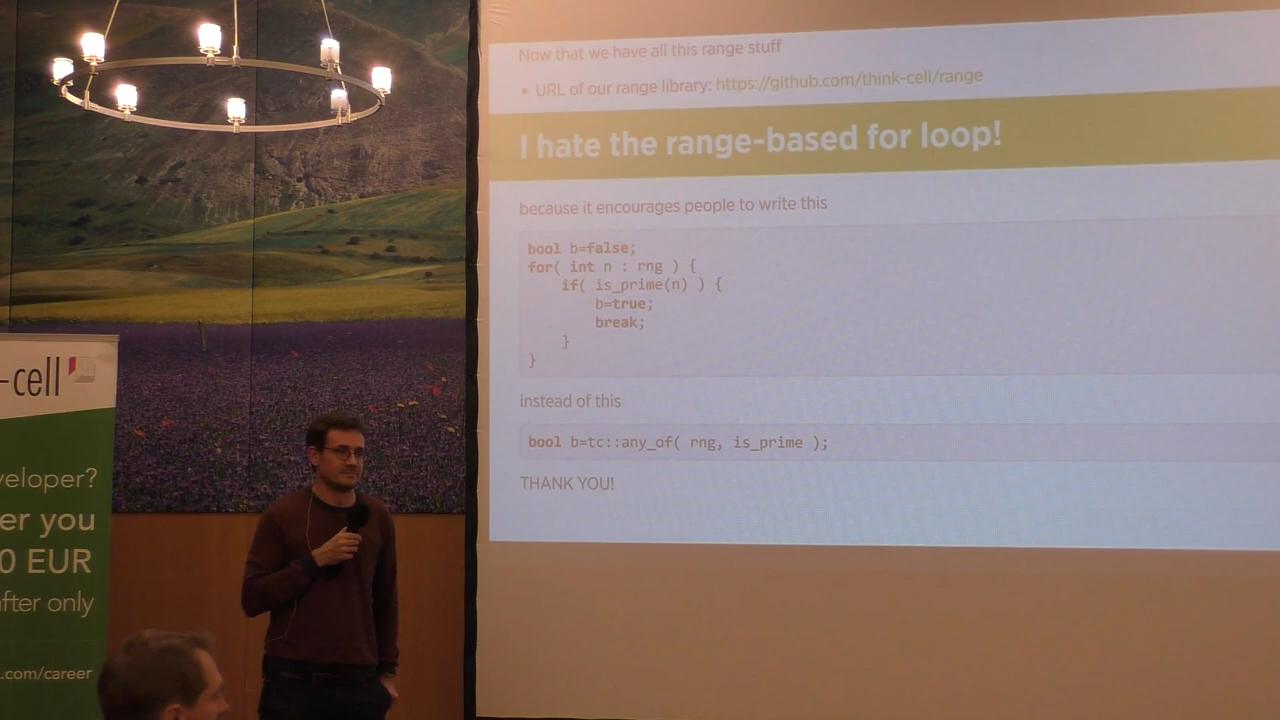 Now that we have all this range stuff
• URL of our range library: https://github.com/think-cell/range
I hate the range-based for loop!
because it encourages people to write this
bool b=false;
for( int n : rng ) {
    if( is_prime(n) ) {
        b=true;
        break;
    }
}
instead of this
bool b=tc::any_of( rng, is_prime );
THANK YOU!
-cell
veloper?
er you
0 EUR
after only
.com/career